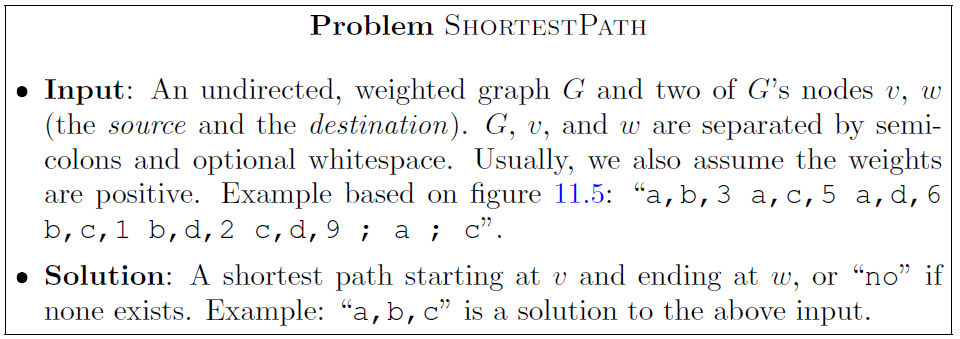 Problem SHORTESTPATH
• Input: An undirected, weighted graph G and two of G's nodes v, w
(the source and the destination). G, v, and w are separated by semi-
colons and optional whitespace. Usually, we also assume the weights
are positive. Example based on figure 11.5: “a,b,3 a,c,5 a,d,6
b,c,1 b,d,2 c,d,9 ; a ; c”.
• Solution: A shortest path starting at v and ending at w, or “no” if
none exists. Example: “a,b,c” is a solution to the above input.